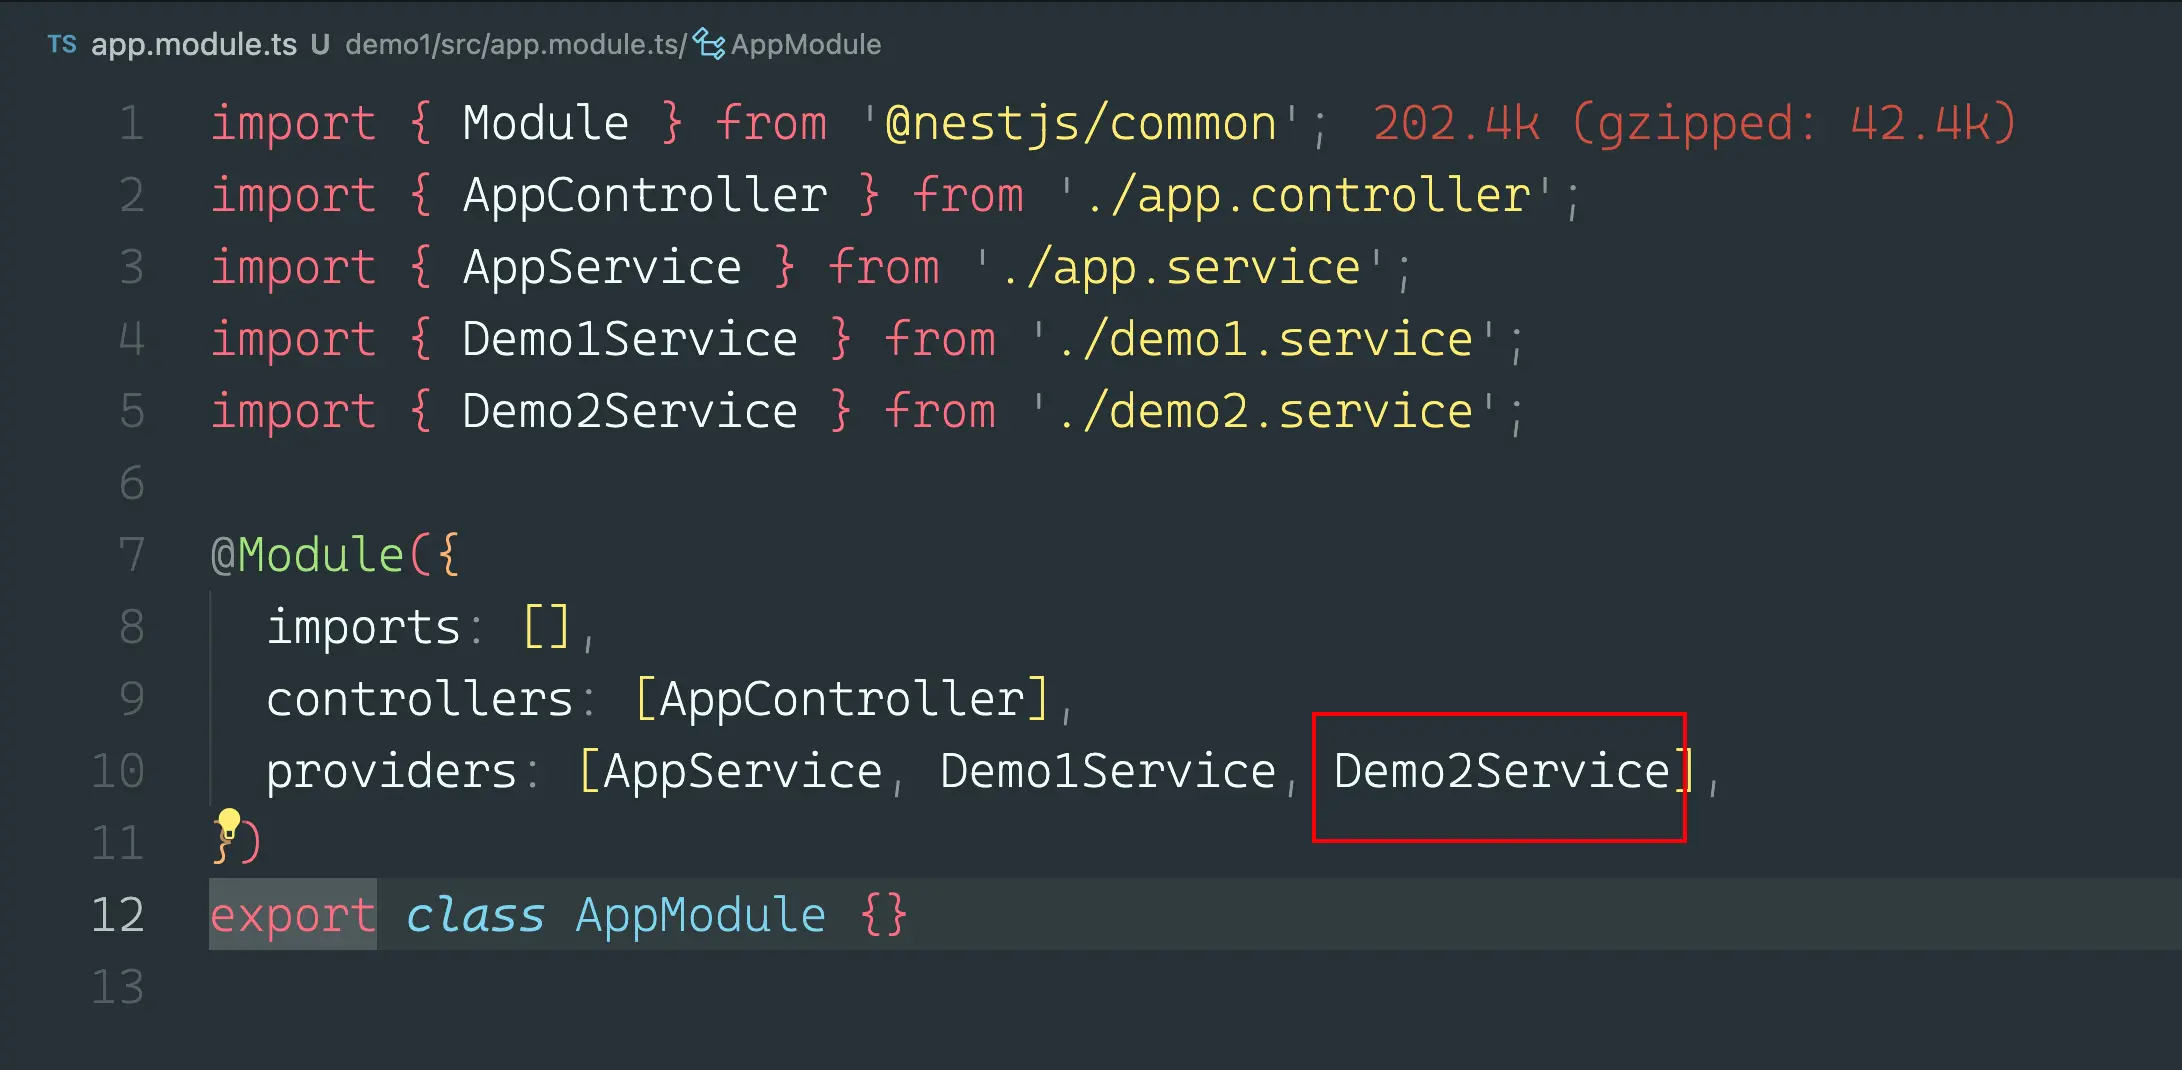 TS app.module.ts U demo1/src/app.module.ts/ AppModule
1 import { Module } from '@nestjs/common'; 202.4k (gzipped: 42.4k)
2 import { AppController } from './app.controller';
3 import { AppService } from './app.service';
4 import { Demo1Service } from './demo1.service';
5 import { Demo2Service } from './demo2.service';
6
7 @Module({
8 imports: [],
9 controllers: [AppController],
10 providers: [AppService, Demo1Service, Demo2Service],
11 })
12 export class AppModule {}
13